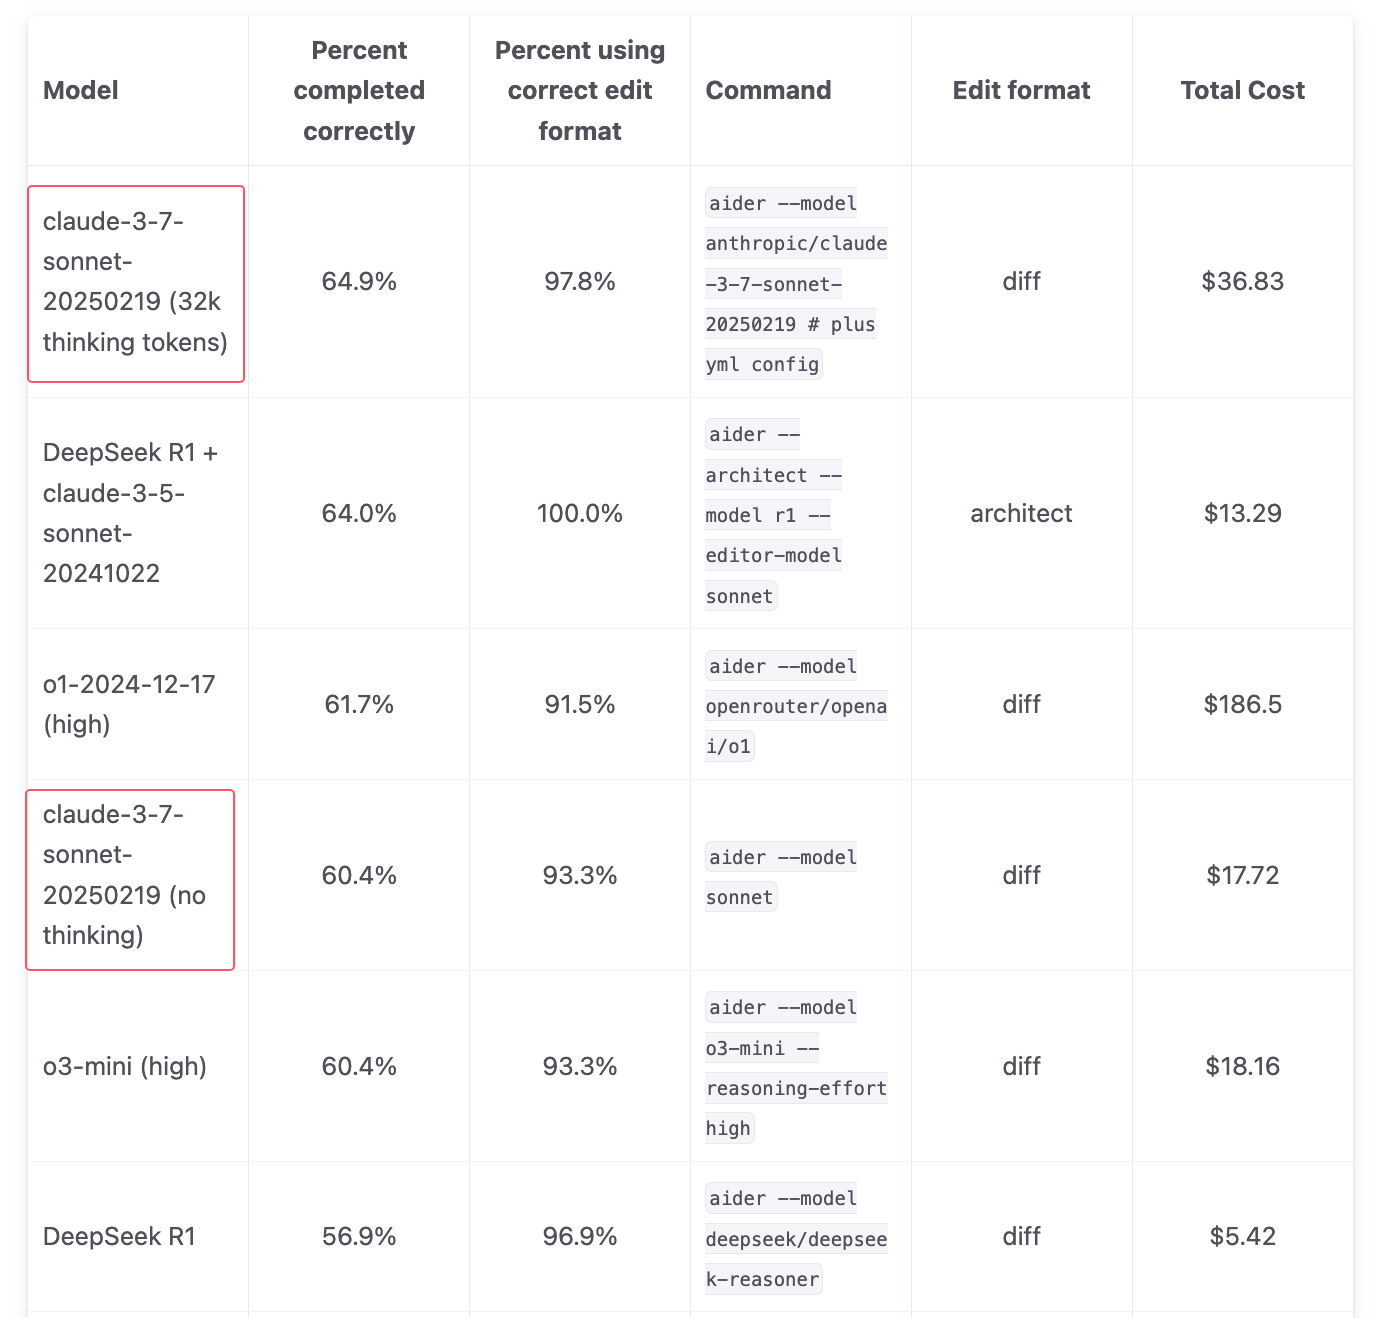 Model
Percent
completed
correctly
Percent using
correct edit
format
Command
Edit format
Total Cost
claude-3-7-
sonnet-
20250219 (32k
thinking tokens)
64.9%
97.8%
aider --model
anthropic/claude
-3-7-sonnet-
20250219 # plus
yml config
diff
$36.83
DeepSeek R1 +
claude-3-5-
sonnet-
20241022
64.0%
100.0%
aider --
architect --
model r1 --
editor-model
sonnet
architect
$13.29
o1-2024-12-17
(high)
61.7%
91.5%
aider --model
openrouter/opena
i/o1
diff
$186.5
claude-3-7-
sonnet-
20250219 (no
thinking)
60.4%
93.3%
aider --model
sonnet
diff
$17.72
o3-mini (high)
60.4%
93.3%
aider --model
o3-mini --
reasoning-effort
high
diff
$18.16
DeepSeek R1
56.9%
96.9%
aider --model
deepseek/deepsee
k-reasoner
diff
$5.42